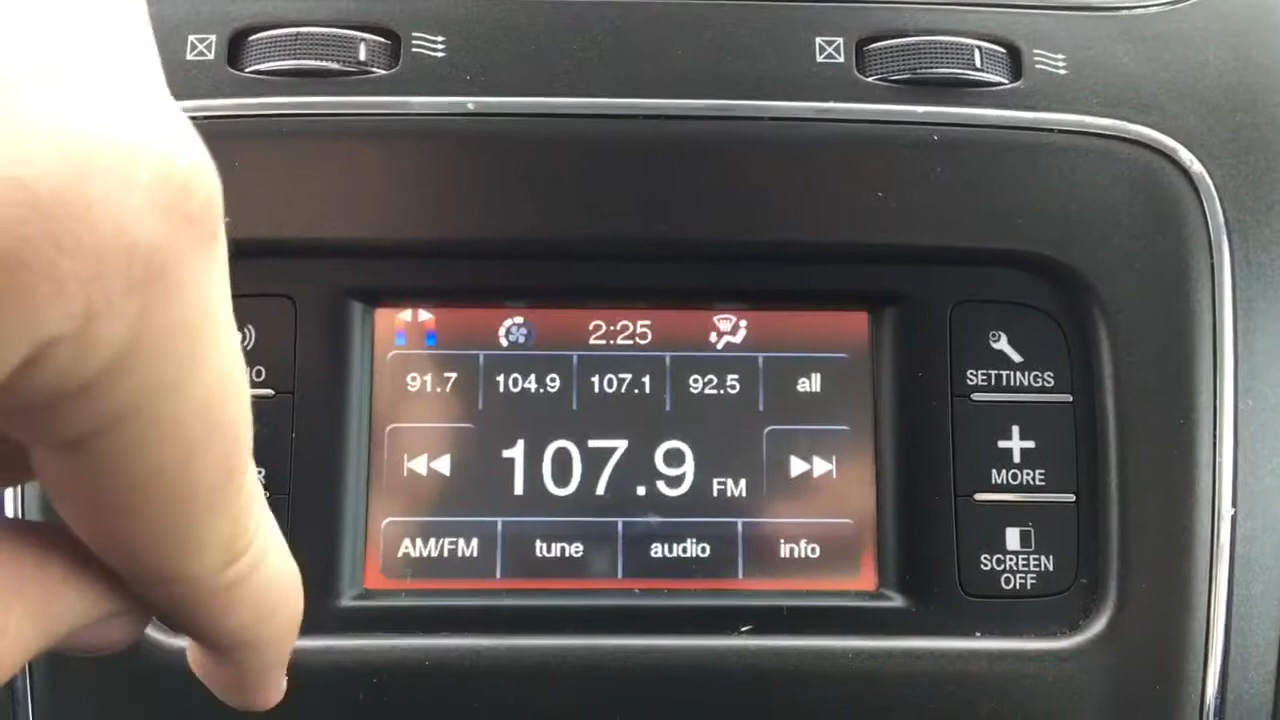 2:25
91.7 104.9 107.1 92.5 all
107.9 FM
AM/FM tune audio info
SETTINGS
MORE
SCREEN
OFF